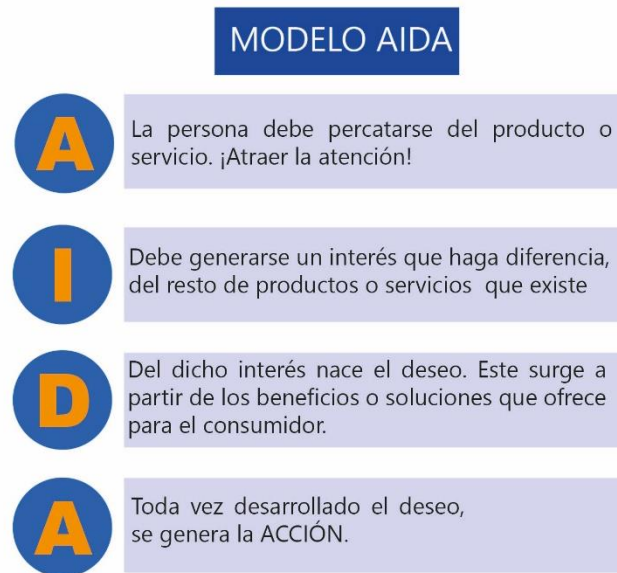 MODELO AIDA
A
La persona debe percatarse del producto o
servicio. ¡Atraer la atención!
I
Debe generarse un interés que haga diferencia,
del resto de productos o servicios que existe
D
Del dicho interés nace el deseo. Este surge a
partir de los beneficios o soluciones que ofrece
para el consumidor.
A
Toda vez desarrollado el deseo,
se genera la ACCIÓN.